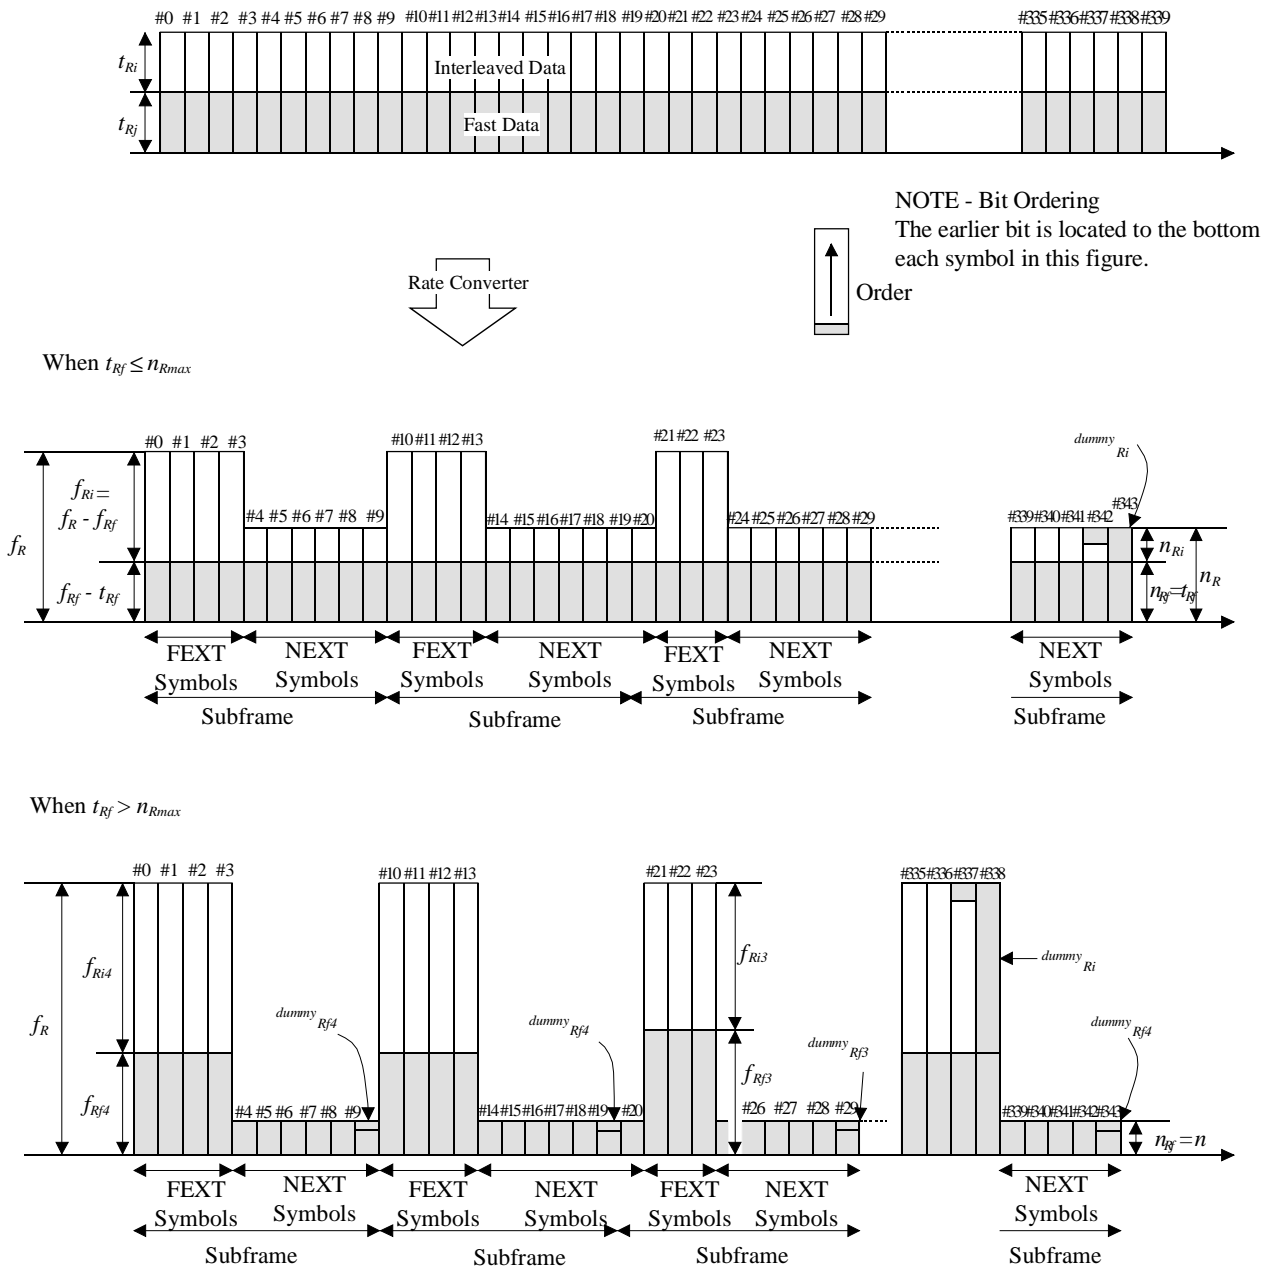 #0 #1 #2 #3 #4 #5 #6 #7 #8 #9 #10 #11 #12 #13 #14 #15 #16 #17 #18 #19 #20 #21 #22 #23 #24 #25 #26 #27 #28 #29 #335 #336 #337 #338 #339
tRi
Interleaved Data
tRj
Fast Data
NOTE - Bit Ordering
The earlier bit is located to the bottom
each symbol in this figure.
Rate Converter
Order
When tRf ≤ nRmax
#0 #1 #2 #3 #10 #11 #12 #13 #21 #22 #23
dummyRi
fRi =
fR - fRf
#4 #5 #6 #7 #8 #9 #14 #15 #16 #17 #18 #19 #20 #24 #25 #26 #27 #28 #29 #339 #340 #341 #342 #343
fR
nRi
nR
fRf - tRf
nRf=tRf
FEXT Symbols
NEXT Symbols
FEXT Symbols
NEXT Symbols
FEXT Symbols
NEXT Symbols
NEXT Symbols
Subframe
Subframe
Subframe
Subframe
When tRf > nRmax
#0 #1 #2 #3 #10 #11 #12 #13 #21 #22 #23 #335 #336 #337 #338
fRi4
fRi3
dummyRi
fR
dummyRf4
dummyRf4
dummyRf3
dummyRf4
fRf4
fRf3
#4 #5 #6 #7 #8 #9 #14 #15 #16 #17 #18 #19 #20 #26 #27 #28 #29 #339 #340 #341 #342 #343
nRf = n
FEXT Symbols
NEXT Symbols
FEXT Symbols
NEXT Symbols
FEXT Symbols
NEXT Symbols
NEXT Symbols
Subframe
Subframe
Subframe
Subframe